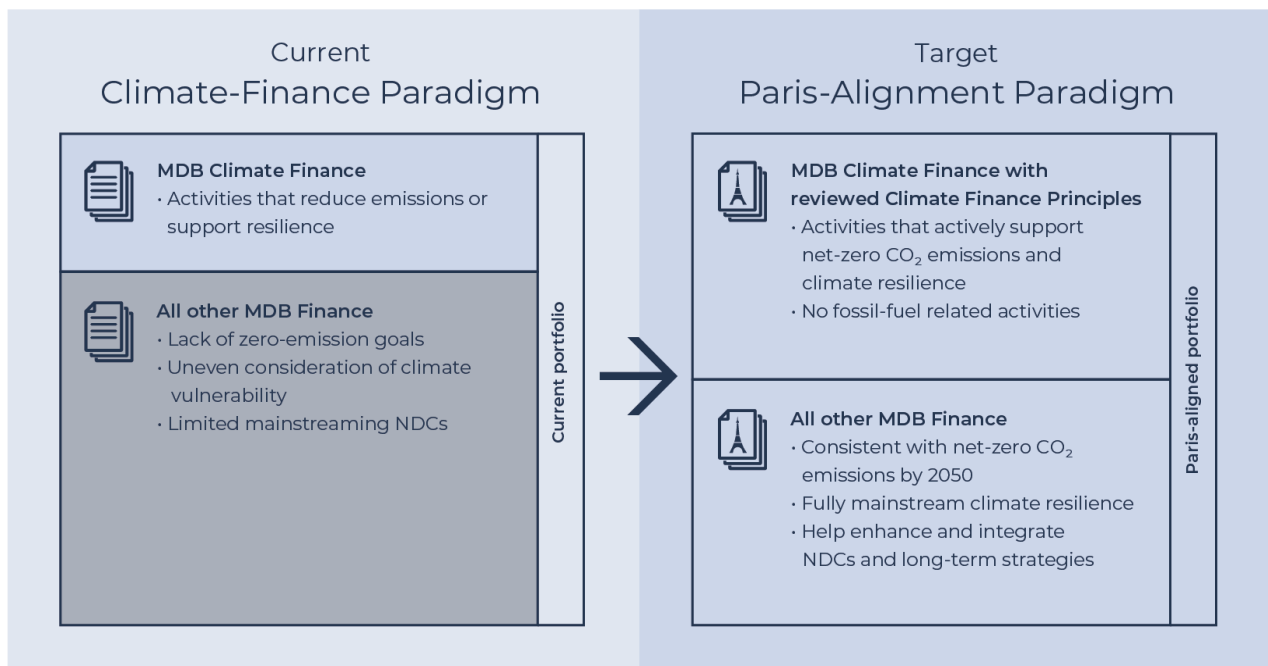 Current
Climate-Finance Paradigm
MDB Climate Finance
· Activities that reduce emissions or
support resilience
All other MDB Finance
· Lack of zero-emission goals
· Uneven consideration of climate
vulnerability
· Limited mainstreaming NDCs
Current portfolio
Target
Paris-Alignment Paradigm
MDB Climate Finance with
reviewed Climate Finance Principles
· Activities that actively support
net-zero CO₂ emissions and
climate resilience
· No fossil-fuel related activities
All other MDB Finance
· Consistent with net-zero CO₂
emissions by 2050
· Fully mainstream climate resilience
· Help enhance and integrate
NDCs and long-term strategies
Paris-aligned portfolio